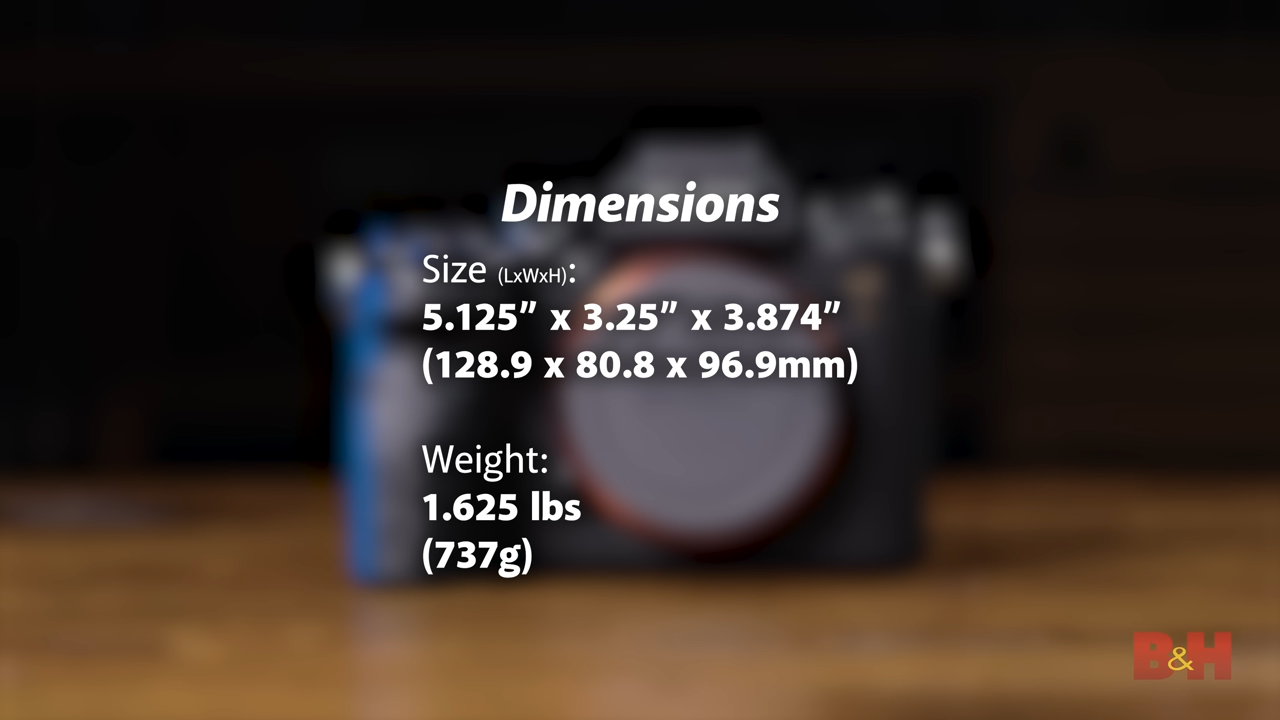 Dimensions
Size (LxWxH):
5.125” x 3.25” x 3.874”
(128.9 x 80.8 x 96.9mm)
Weight:
1.625 lbs
(737g)
B&H